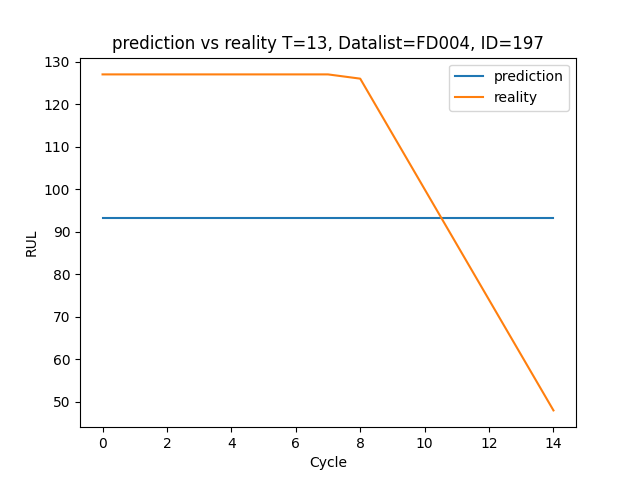 prediction vs reality T=13, Datalist=FD004, ID=197
prediction
reality
130
120
110
100
90
80
70
60
50
RUL
0 2 4 6 8 10 12 14
Cycle